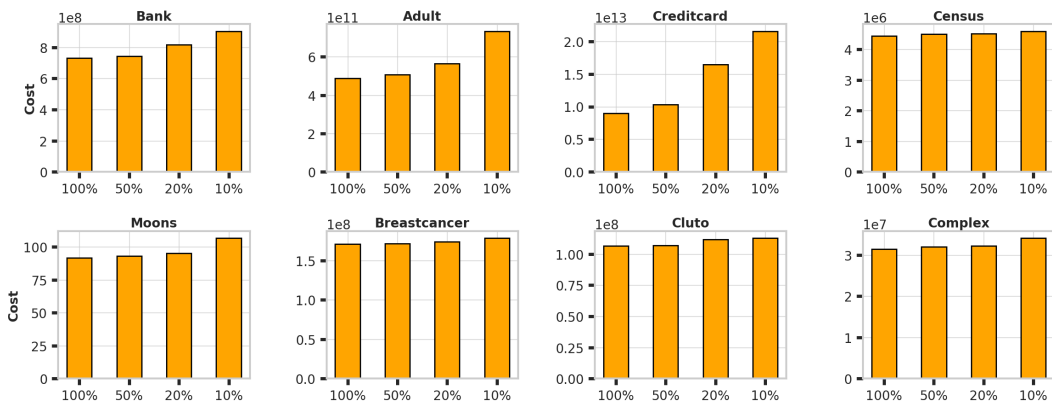 Bank
1e8
Cost
8
6
4
2
0
100% 50% 20% 10%
Adult
1e11
6
4
2
0
100% 50% 20% 10%
Creditcard
1e13
2.0
1.5
1.0
0.5
0.0
100% 50% 20% 10%
Census
1e6
4
3
2
1
0
100% 50% 20% 10%
Moons
Cost
100
75
50
25
0
100% 50% 20% 10%
Breastcancer
1e8
1.5
1.0
0.5
0.0
100% 50% 20% 10%
Cluto
1e8
1.00
0.75
0.50
0.25
0.00
100% 50% 20% 10%
Complex
1e7
3
2
1
0
100% 50% 20% 10%